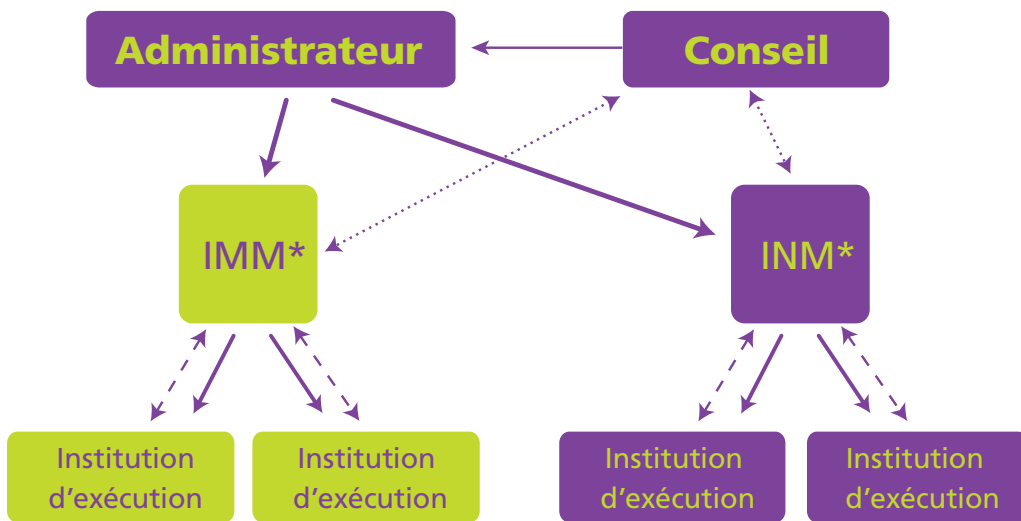 Administrateur
Conseil
IMM*
INM*
Institution
d’exécution
Institution
d’exécution
Institution
d’exécution
Institution
d’exécution